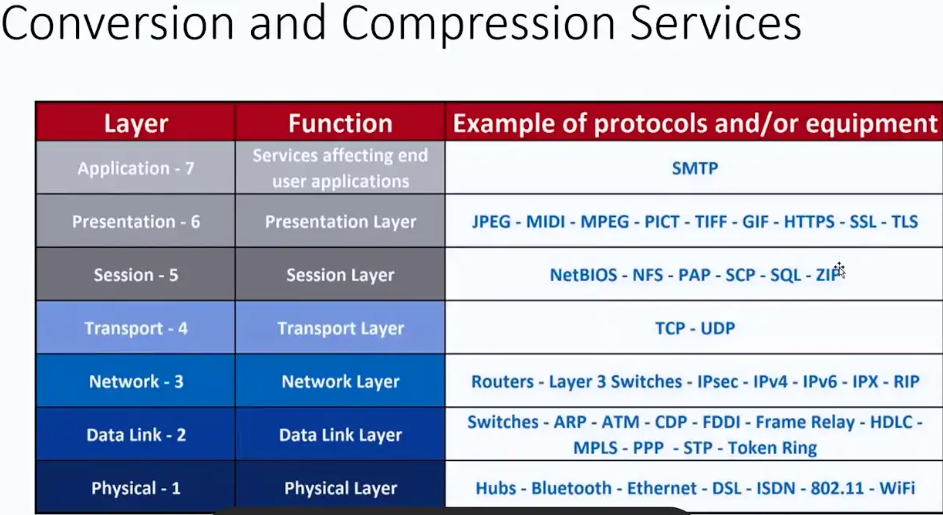 Conversion and Compression Services
Layer Function Example of protocols and/or equipment
Application - 7 Services affecting end user applications SMTP
Presentation - 6 Presentation Layer JPEG - MIDI - MPEG - PICT - TIFF - GIF - HTTPS - SSL - TLS
Session - 5 Session Layer NetBIOS - NFS - PAP - SCP - SQL - ZIP
Transport - 4 Transport Layer TCP - UDP
Network - 3 Network Layer Routers - Layer 3 Switches - IPsec - IPv4 - IPv6 - IPX - RIP
Data Link - 2 Data Link Layer Switches - ARP - ATM - CDP - FDDI - Frame Relay - HDLC -
MPLS - PPP - STP - Token Ring
Physical - 1 Physical Layer Hubs - Bluetooth - Ethernet - DSL - ISDN - 802.11 - WiFi